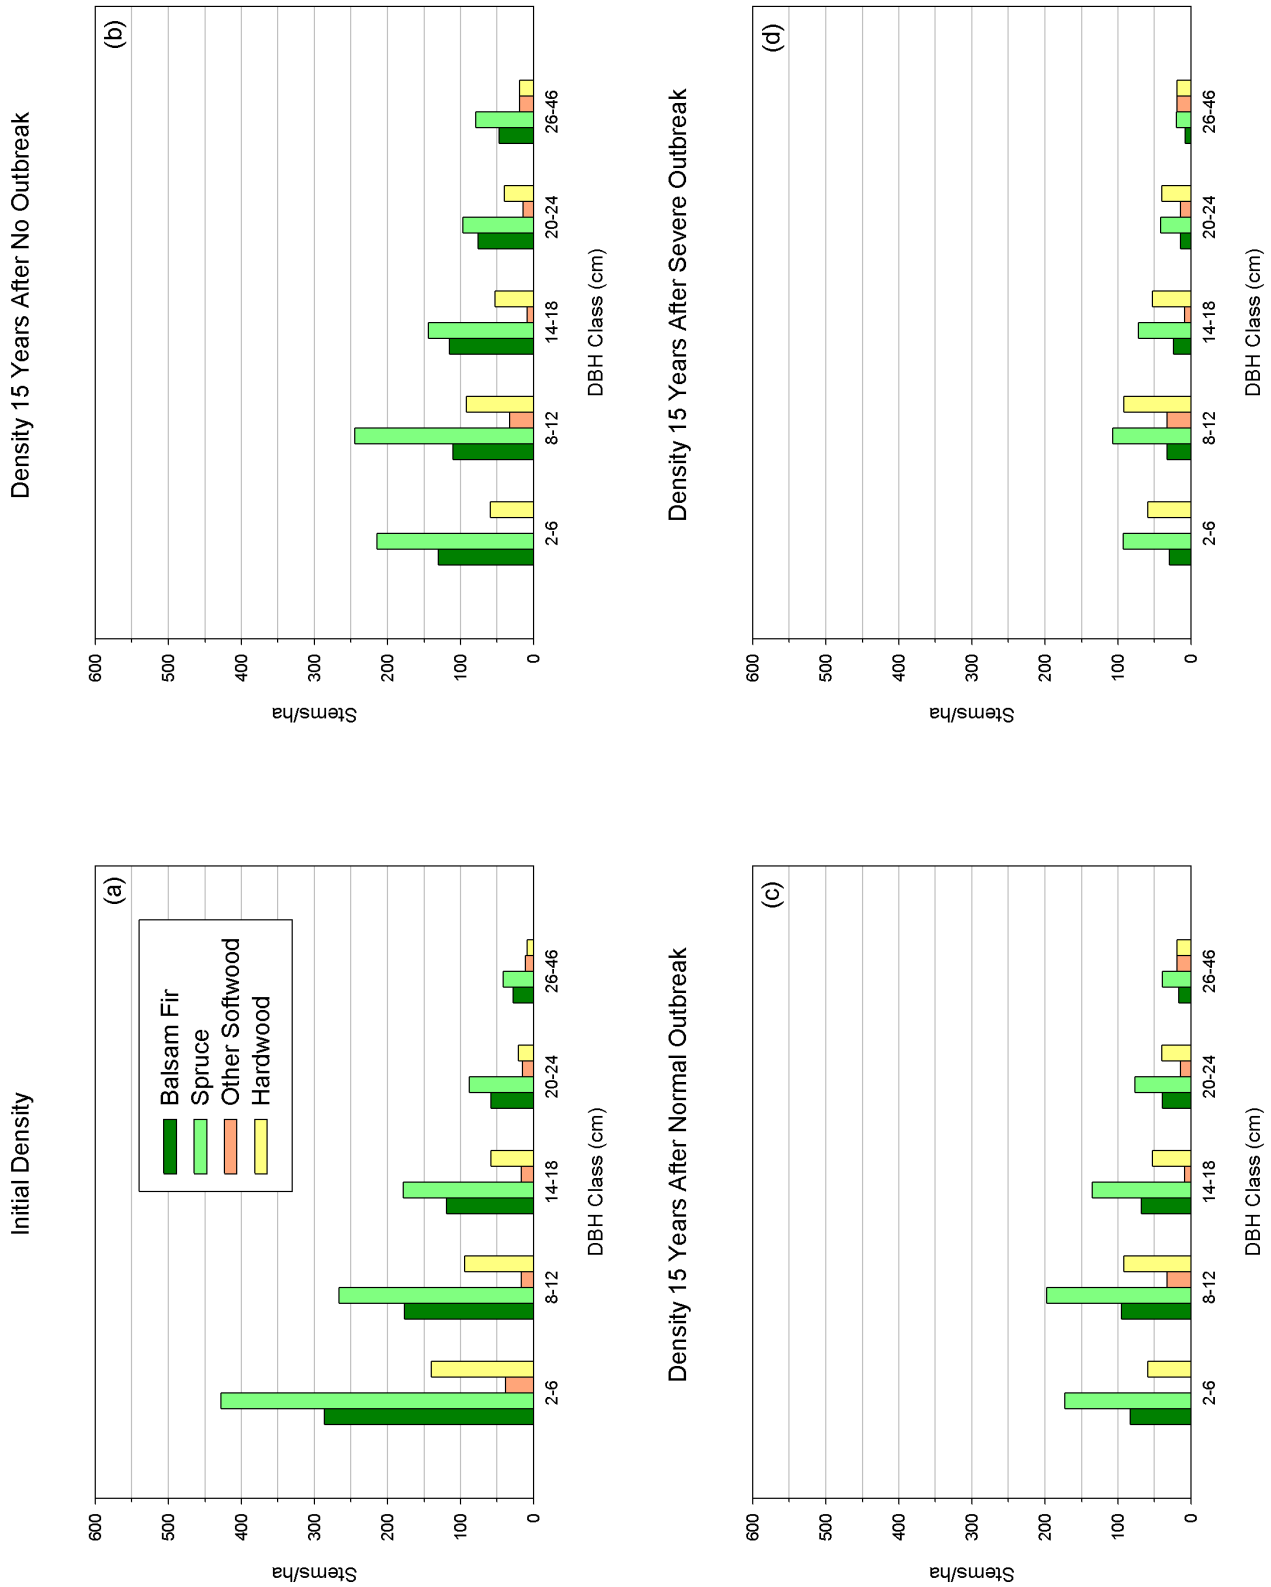 Initial Density
600
500
400
300
200
100
0
Stems/ha
(a)
Balsam Fir
Spruce
Other Softwood
Hardwood
2-6
8-12
14-18
20-24
26-46
DBH Class (cm)
Density 15 Years After No Outbreak
600
500
400
300
200
100
0
Stems/ha
(b)
2-6
8-12
14-18
20-24
26-46
DBH Class (cm)
Density 15 Years After Normal Outbreak
600
500
400
300
200
100
0
Stems/ha
(c)
2-6
8-12
14-18
20-24
26-46
DBH Class (cm)
Density 15 Years After Severe Outbreak
600
500
400
300
200
100
0
Stems/ha
(d)
2-6
8-12
14-18
20-24
26-46
DBH Class (cm)